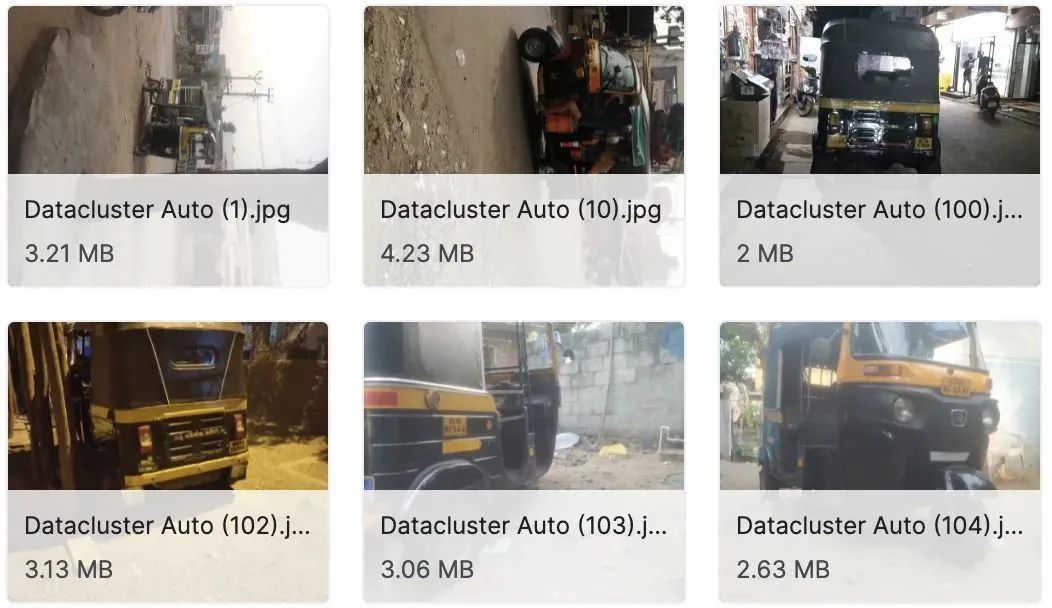 Datacluster Auto (1).jpg
3.21 MB
Datacluster Auto (10).jpg
4.23 MB
Datacluster Auto (100).j...
2 MB
Datacluster Auto (102).j...
3.13 MB
Datacluster Auto (103).j...
3.06 MB
Datacluster Auto (104).j...
2.63 MB